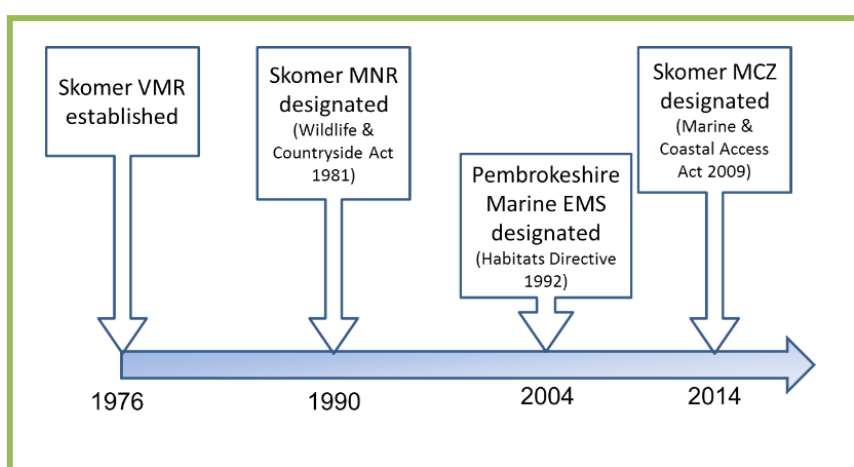 Skomer VMR
established
Skomer MNR
designated
(Wildlife &
Countryside Act
1981)
Pembrokeshire
Marine EMS
designated
(Habitats Directive
1992)
Skomer MCZ
designated
(Marine &
Coastal Access
Act 2009)
1976
1990
2004
2014